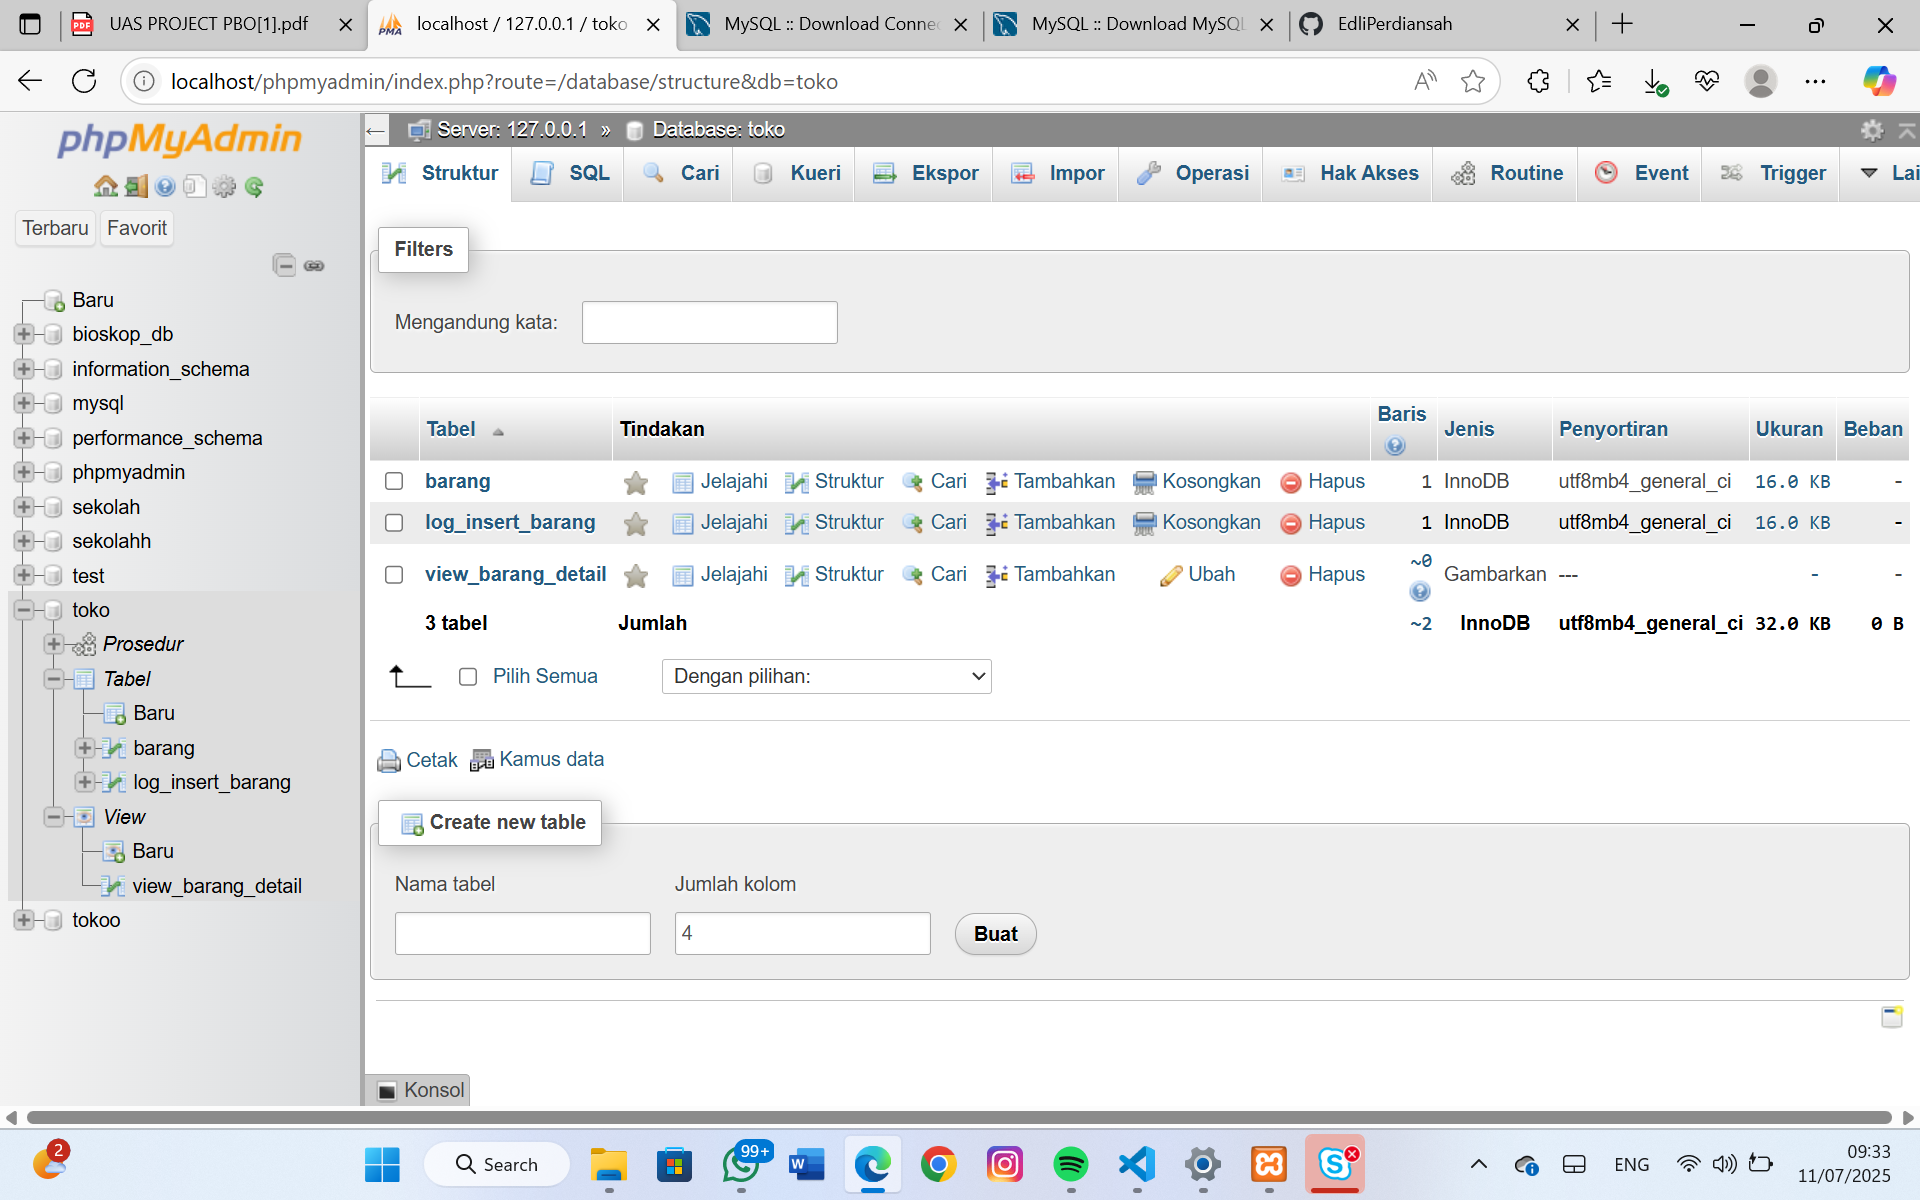 UAS PROJECT PBO[1].pdf
localhost / 127.0.0.1 / toko
MySQL :: Download Conne
MySQL :: Download MySQL
EdliPerdiansah
localhost/phpmyadmin/index.php?route=/database/structure&db=toko
phpMyAdmin
Terbaru Favorit
Baru
bioskop_db
information_schema
mysql
performance_schema
phpmyadmin
sekolah
sekolahh
test
toko
Prosedur
Tabel
Baru
barang
log_insert_barang
View
Baru
view_barang_detail
tokoo
Server: 127.0.0.1 » Database: toko
Struktur SQL Cari Kueri Ekspor Impor Operasi Hak Akses Routine Event Trigger Lai
Filters
Mengandung kata:
Tabel Tindakan Baris Jenis Penyortiran Ukuran Beban
barang Jelajahi Struktur Cari Tambahkan Kosongkan Hapus 1 InnoDB utf8mb4_general_ci 16.0 KB -
log_insert_barang Jelajahi Struktur Cari Tambahkan Kosongkan Hapus 1 InnoDB utf8mb4_general_ci 16.0 KB -
view_barang_detail Jelajahi Struktur Cari Tambahkan Ubah Hapus ~0 Gambarkan --- - -
3 tabel Jumlah ~2 InnoDB utf8mb4_general_ci 32.0 KB 0 B
Pilih Semua Dengan pilihan:
Cetak Kamus data
Create new table
Nama tabel Jumlah kolom
4 Buat
Konsol
2
Search
99+
ENG
09:33
11/07/2025